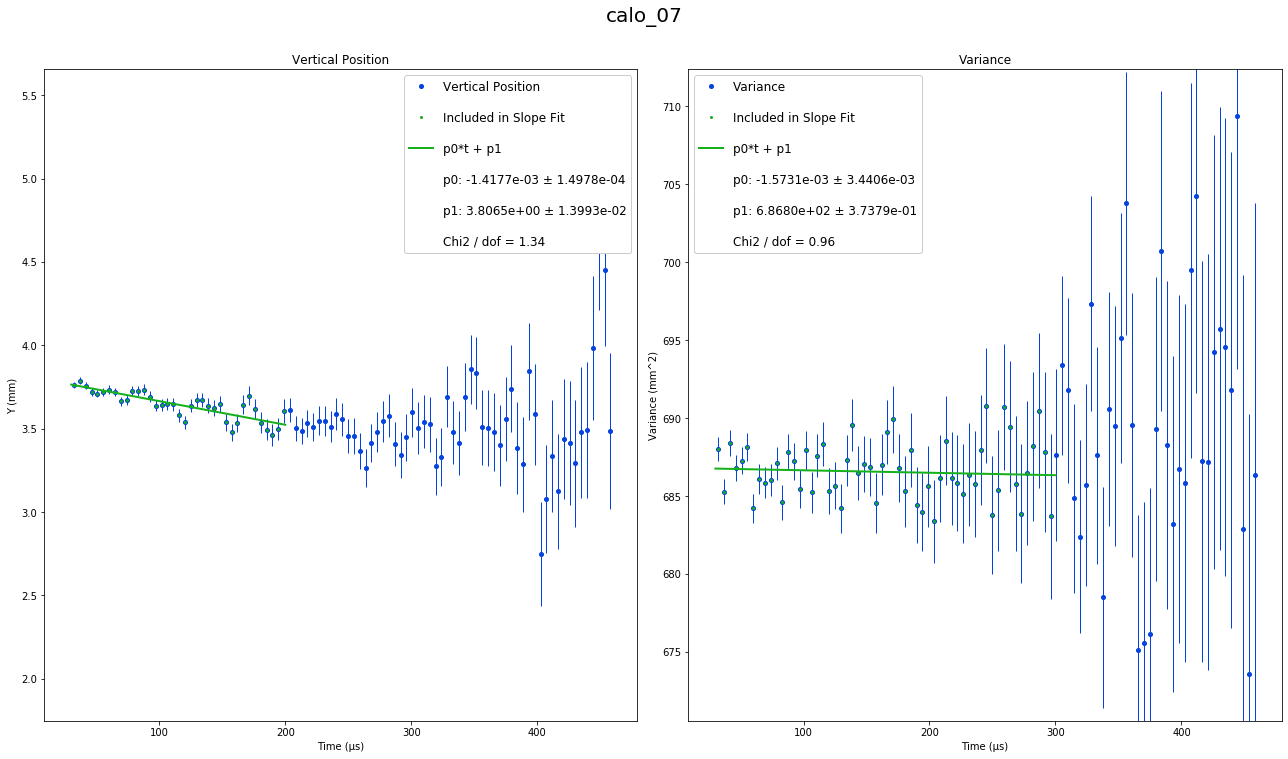 calo_07
Vertical Position
Vertical Position
Included in Slope Fit
p0*t + p1
p0: -1.4177e-03 ± 1.4978e-04
p1: 3.8065e+00 ± 1.3993e-02
Chi2 / dof = 1.34
5.5
5.0
4.5
4.0
3.5
3.0
2.5
2.0
Y (mm)
100
200
300
400
Time (μs)
Variance
Variance
Included in Slope Fit
p0*t + p1
p0: -1.5731e-03 ± 3.4406e-03
p1: 6.8680e+02 ± 3.7379e-01
Chi2 / dof = 0.96
710
705
700
695
690
685
680
675
Variance (mm^2)
100
200
300
400
Time (μs)